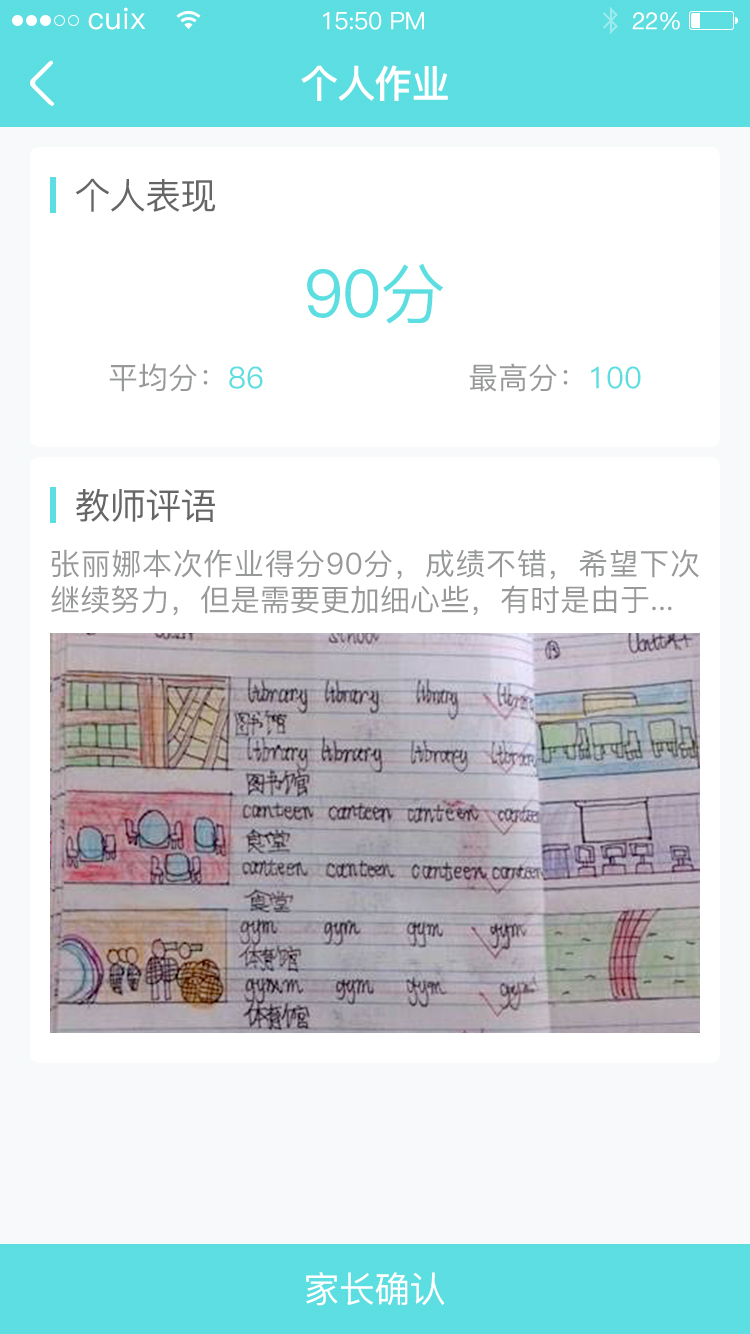 cuix 15:50 PM 22%
个人作业
个人表现
90分
平均分：86 最高分：100
教师评语
张丽娜本次作业得分90分，成绩不错，希望下次
继续努力，但是需要更加细心些，有时是由于...
school
library library library library
图书馆
library library library library
图书馆
canteen canteen canteen canteen
食堂
canteen canteen canteen canteen
食堂
gym gym gym gym
体育馆
gym gym gym
体育馆
家长确认